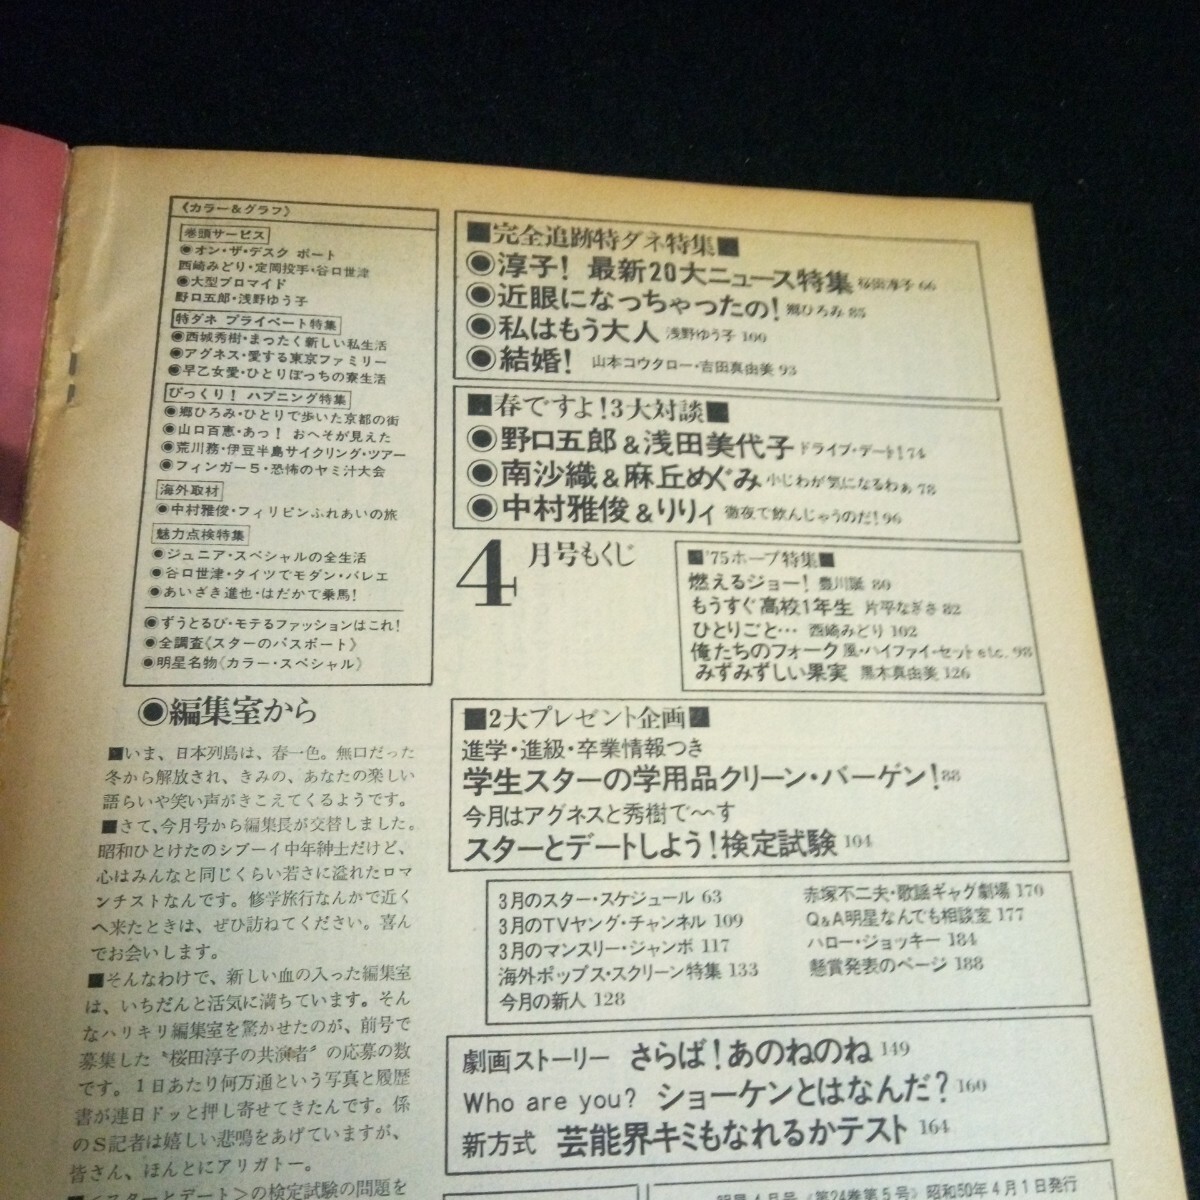 《カラー&グラフ》
巻頭サービス
●オン・ザ・デスク ポート
西崎みどり・定岡投手・谷口世津
●大型ブロマイド
野口五郎・浅野ゆう子
特ダネ プライベート特集
●西城秀樹・まったく新しい私生活
●アグネス・愛する東京ファミリー
●早乙女愛・ひとりぽっちの寮生活
びっくり! ハプニング特集
●郷ひろみ・ひとりで歩いた京都の街
●山口百恵・あっ! おへそが見えた
●荒川務・伊豆半島サイクリング・ツアー
●フィンガー5・恐怖のヤミ汁大会
海外取材
●中村雅俊・フィリピンふれあいの旅
魅力点検特集
●ジュニア・スペシャルの全生活
●谷口世津・タイツでモダン・バレエ
●あいざき進也・はだかで乗馬!
●ずうとるび・モテるファッションはこれ!
●全調査《スターのパスポート》
●明星名物《カラー・スペシャル》
●編集室から
■いま、日本列島は、春一色。無口だった
冬から解放され、きみの、あなたの楽しい
語らいや笑い声がきこえてくるようです。
■さて、今月号から編集長が交替しました。
昭和ひとけたのシブーイ中年紳士だけど、
心はみんなと同じくらい若さに溢れたロマ
ンチストなんです。修学旅行なんかで近く
へ来たときは、ぜひ訪ねてください。喜ん
でお会いします。
■そんなわけで、新しい血の入った編集室
は、いちだんと活気に満ちています。そん
なハリキリ編集室を驚かせたのが、前号で
募集した〝桜田淳子の共演者〟の応募の数
です。1日あたり何万通という写真と履歴
書が連日ドッと押し寄せてきたんです。係
のS記者は嬉しい悲鳴をあげていますが、
皆さん、ほんとにアリガトー。
■<スターとデート>の検定試験の問題を
■完全追跡特ダネ特集■
●淳子! 最新20大ニュース特集 桜田淳子 66
●近眼になっちゃったの! 郷ひろみ 85
●私はもう大人 浅野ゆう子 100
●結婚! 山本コウタロー・吉田真由美 93
■春ですよ!3大対談■
●野口五郎&浅田美代子 ドライブ・デート! 74
●南沙織&麻丘めぐみ 小じわが気になるわぁ 78
●中村雅俊&りりィ 徹夜で飲んじゃうのだ! 96
4月号もくじ
■'75ホープ特集■
燃えるジョー! 豊川誕 80
もうすぐ高校1年生 片平なぎさ 82
ひとりごと… 西崎みどり 102
俺たちのフォーク 風・ハイファイ・セットetc. 98
みずみずしい果実 黒木真由美 126
■2大プレゼント企画■
進学・進級・卒業情報つき
学生スターの学用品クリーン・バーゲン! 88
今月はアグネスと秀樹で〜〜す
スターとデートしよう!検定試験 104
3月のスター・スケジュール 63
3月のTVヤング・チャンネル 109
3月のマンスリー・ジャンボ 117
海外ポップス・スクリーン特集 133
今月の新人 128
赤塚不二夫・歌謡ギャグ劇場 170
Q&A明星なんでも相談室 177
ハロー・ジョッキー 184
懸賞発表のページ 188
劇画ストーリー さらば!あのねのね 149
Who are you? ショーケンとはなんだ? 160
新方式 芸能界キミもなれるかテスト 164
明星4月号《第24巻第5号》昭和50年4月1日発行